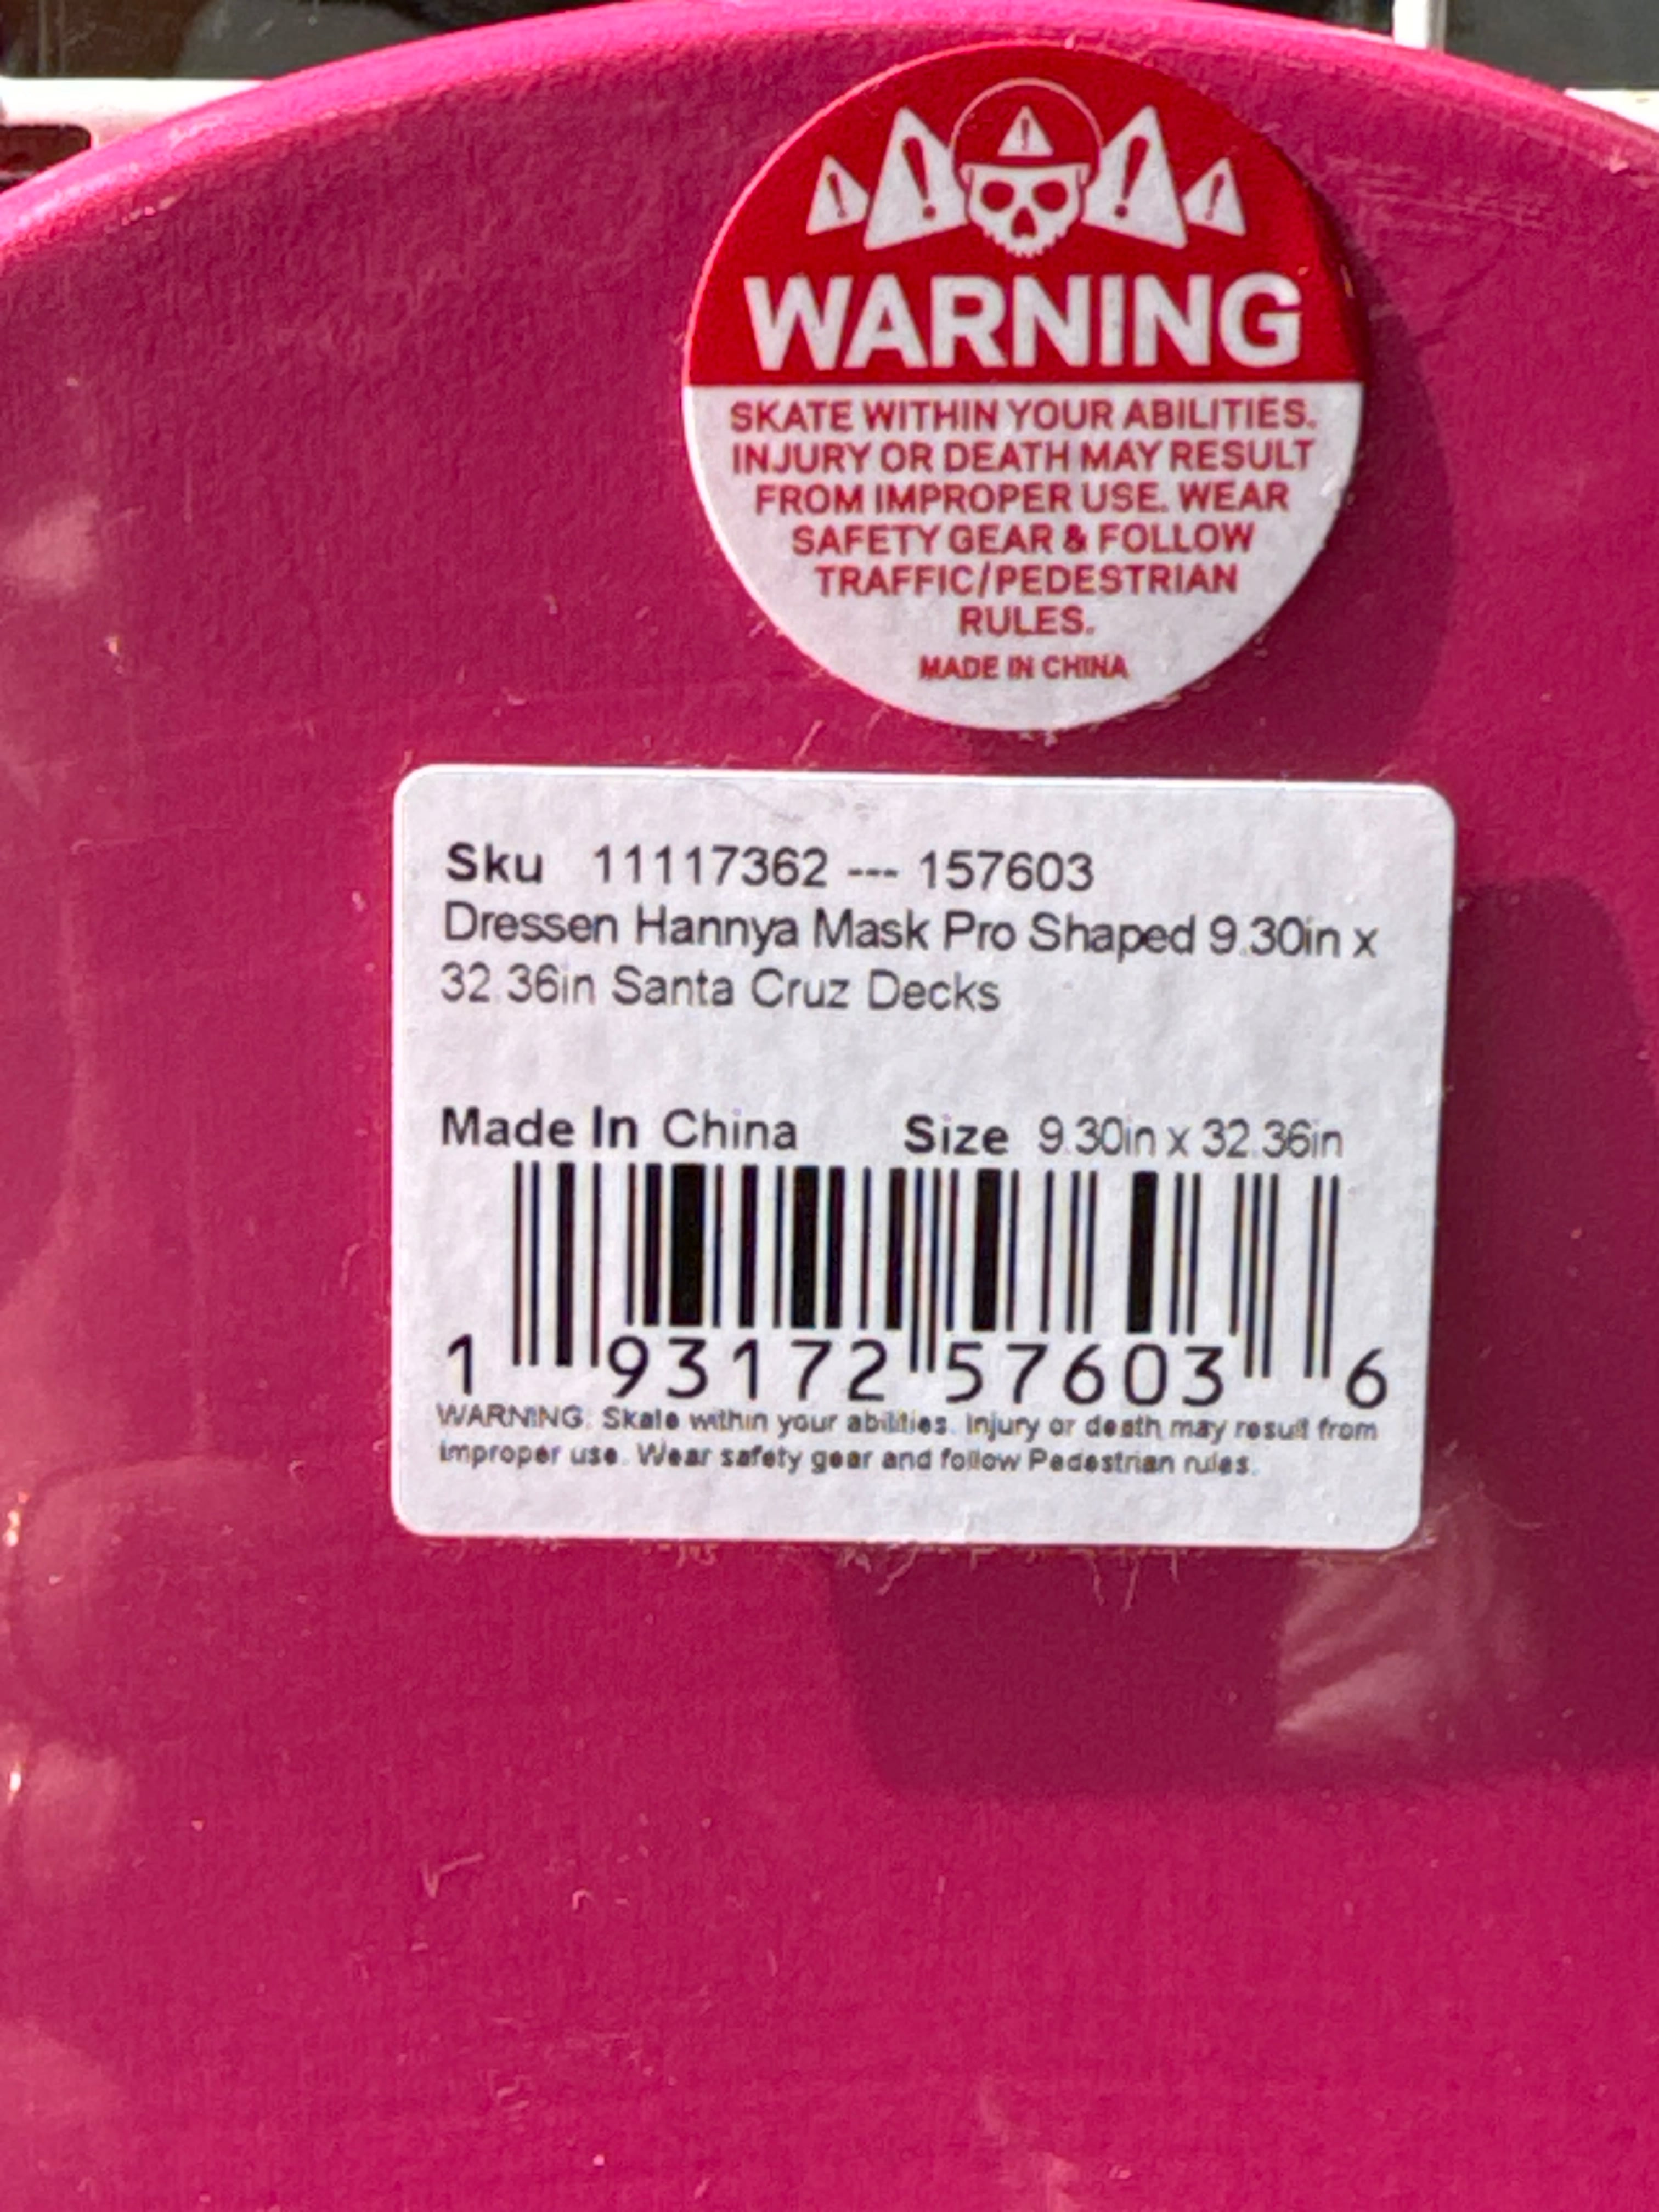 WARNING
SKATE WITHIN YOUR ABILITIES.
INJURY OR DEATH MAY RESULT
FROM IMPROPER USE. WEAR
SAFETY GEAR & FOLLOW
TRAFFIC/PEDESTRIAN
RULES.
MADE IN CHINA
Sku 11117362 --- 157603
Dressen Hannya Mask Pro Shaped 9.30in x
32.36in Santa Cruz Decks
Made In China Size 9.30in x 32.36in
1 93172 57603 6
WARNING: Skate within your abilities. Injury or death may result from
improper use. Wear safety gear and follow Pedestrian rules.